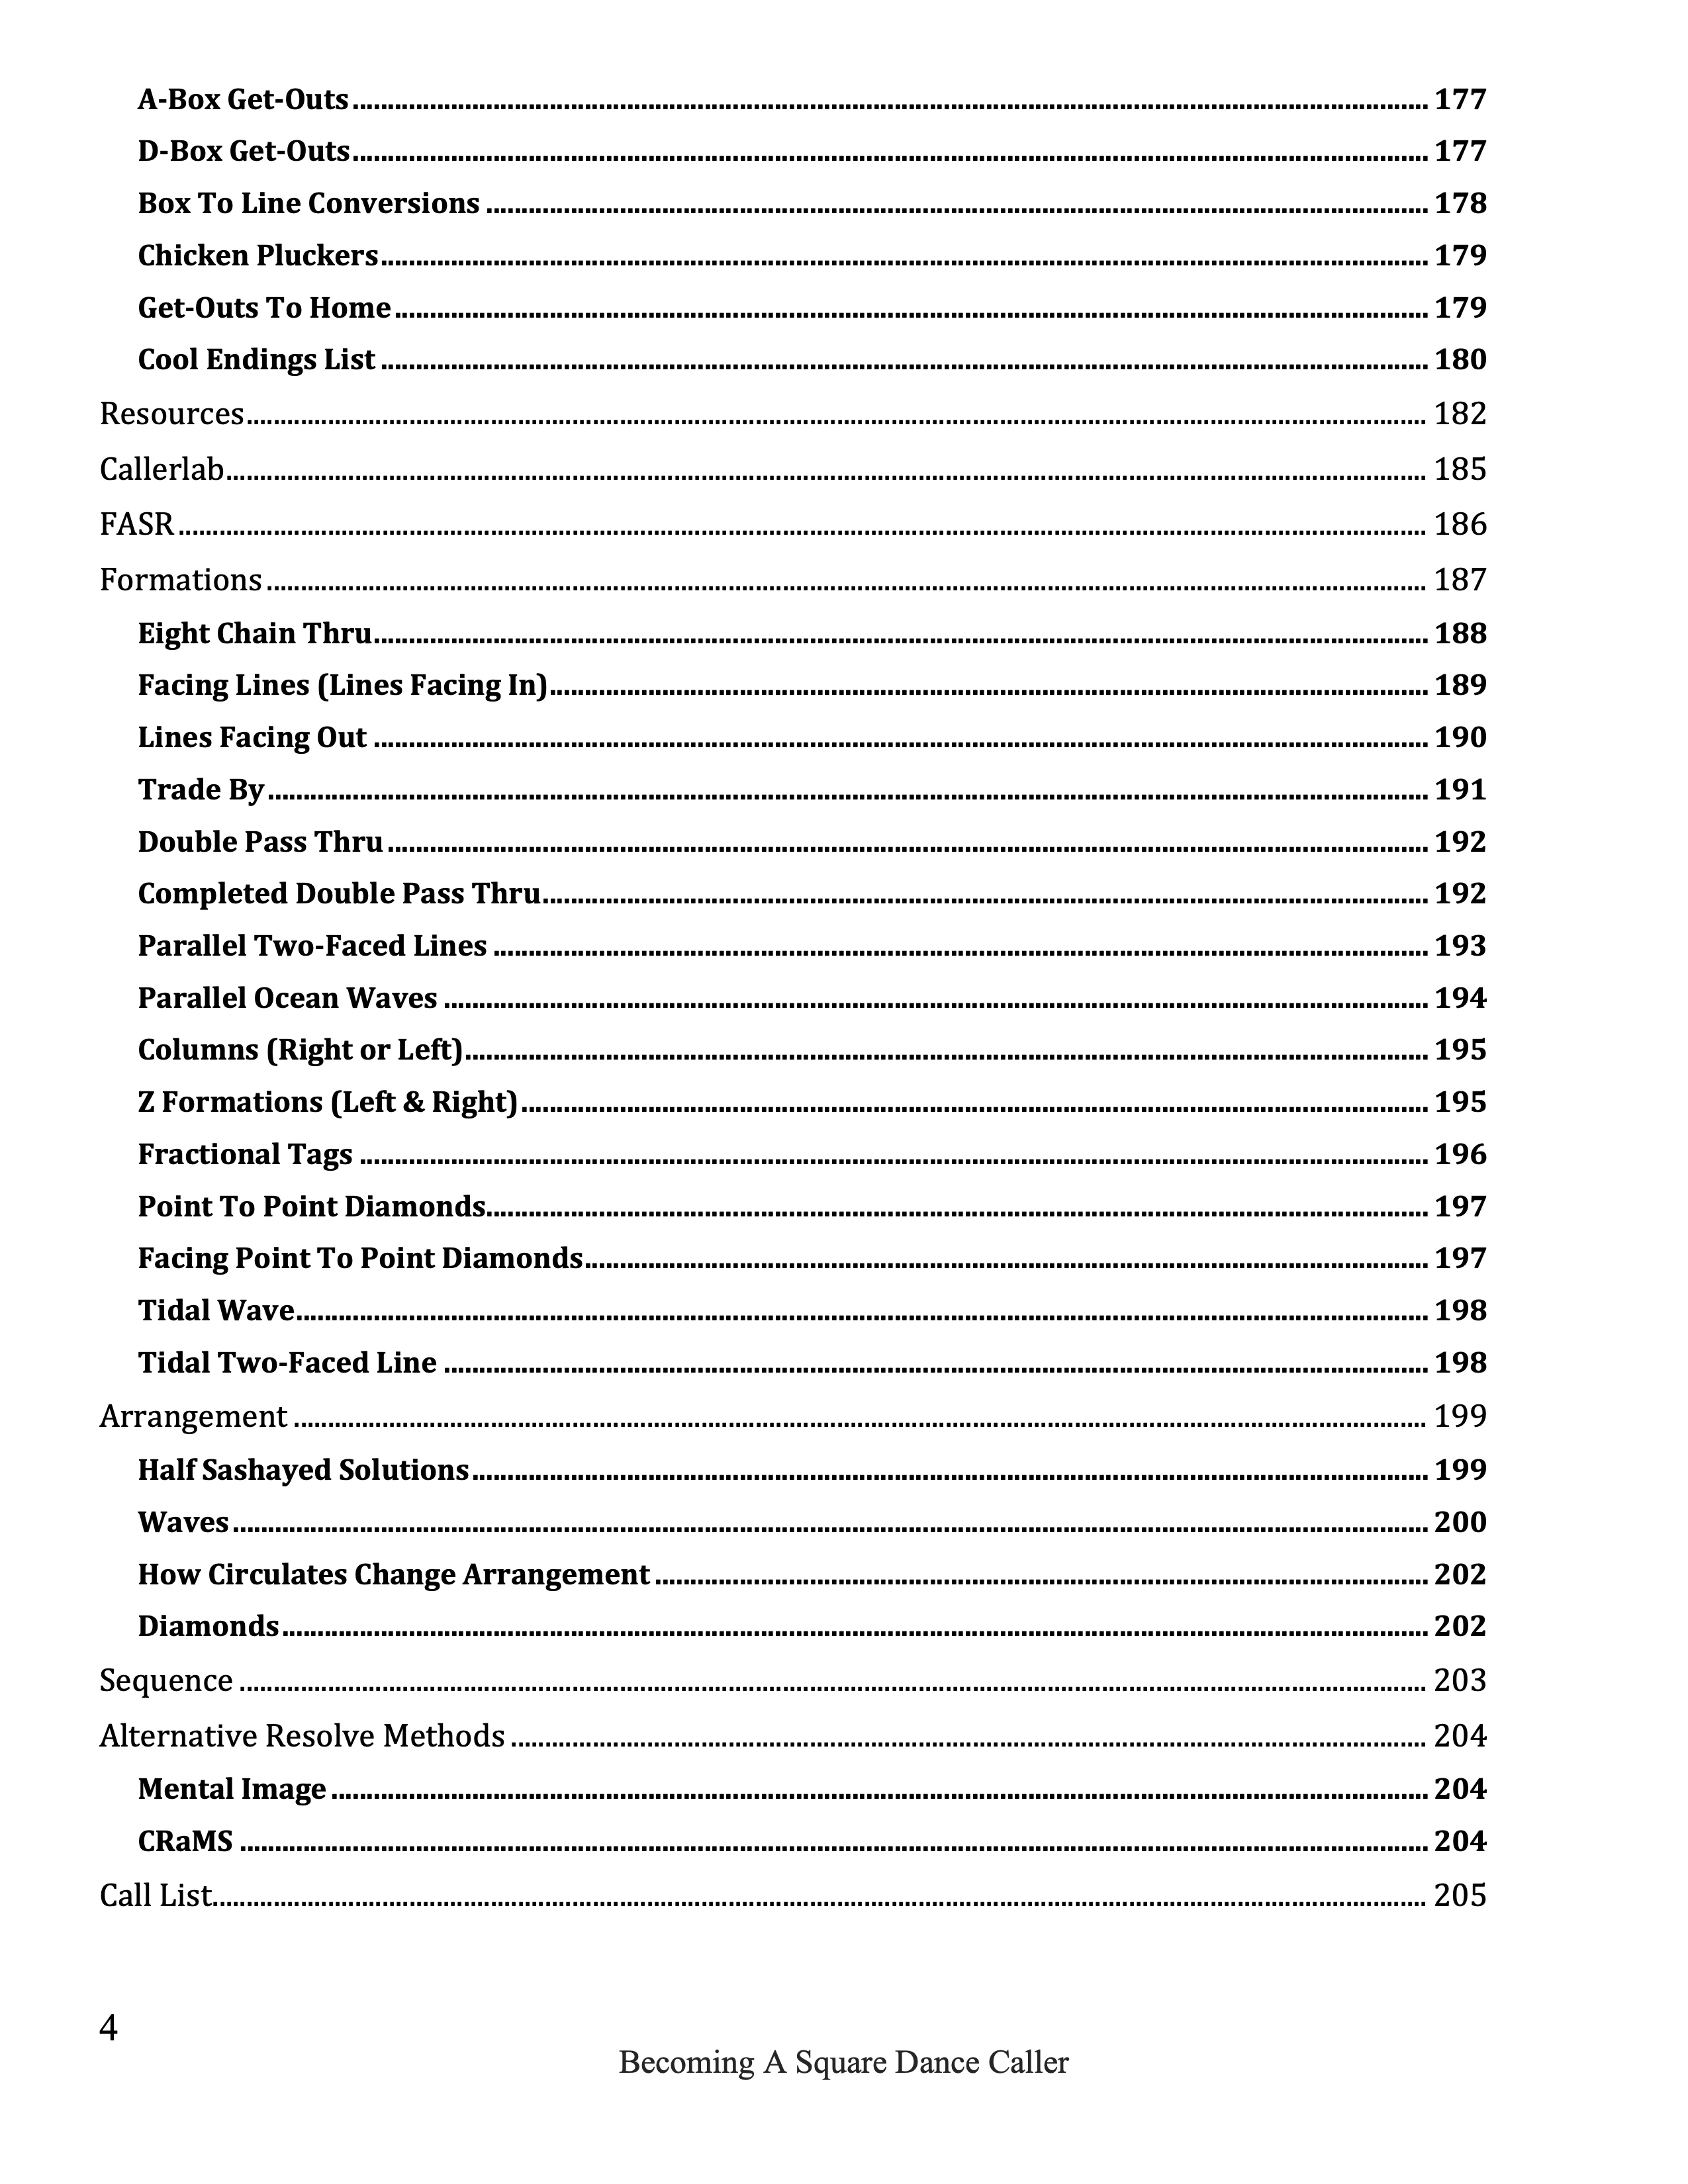 A-Box Get-Outs 177
D-Box Get-Outs 177
Box To Line Conversions 178
Chicken Pluckers 179
Get-Outs To Home 179
Cool Endings List 180
Resources 182
Callerlab 185
FASR 186
Formations 187
Eight Chain Thru 188
Facing Lines (Lines Facing In) 189
Lines Facing Out 190
Trade By 191
Double Pass Thru 192
Completed Double Pass Thru 192
Parallel Two-Faced Lines 193
Parallel Ocean Waves 194
Columns (Right or Left) 195
Z Formations (Left & Right) 195
Fractional Tags 196
Point To Point Diamonds 197
Facing Point To Point Diamonds 197
Tidal Wave 198
Tidal Two-Faced Line 198
Arrangement 199
Half Sashayed Solutions 199
Waves 200
How Circulates Change Arrangement 202
Diamonds 202
Sequence 203
Alternative Resolve Methods 204
Mental Image 204
CRaMS 204
Call List 205
4
Becoming A Square Dance Caller